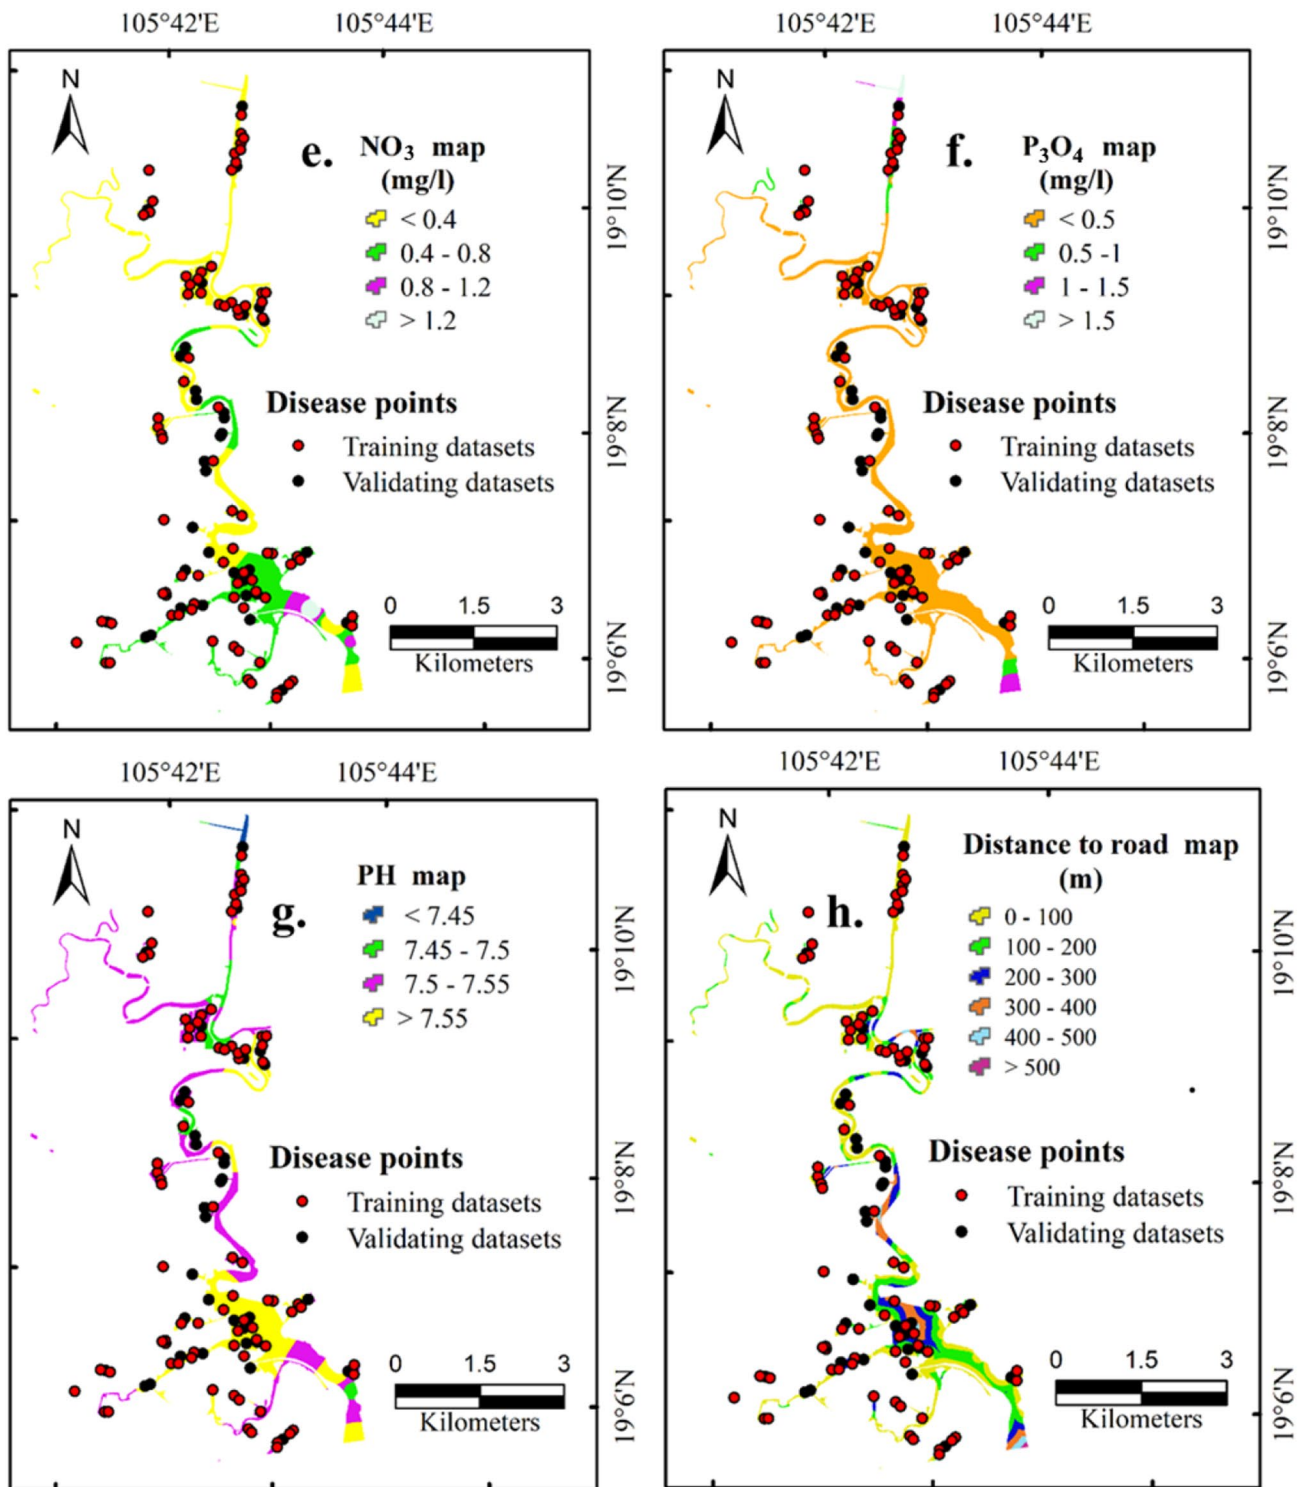 105°42'E 105°44'E
N
e.
NO₃ map
(mg/l)
< 0.4
0.4 - 0.8
0.8 - 1.2
> 1.2
Disease points
Training datasets
Validating datasets
0 1.5 3
Kilometers
19°10'N
19°8'N
19°6'N
105°42'E 105°44'E
N
f.
P₃O₄ map
(mg/l)
< 0.5
0.5 -1
1 - 1.5
> 1.5
Disease points
Training datasets
Validating datasets
0 1.5 3
Kilometers
19°10'N
19°8'N
19°6'N
105°42'E 105°44'E
N
g.
PH map
< 7.45
7.45 - 7.5
7.5 - 7.55
> 7.55
Disease points
Training datasets
Validating datasets
0 1.5 3
Kilometers
19°10'N
19°8'N
19°6'N
105°42'E 105°44'E
N
h.
Distance to road map
(m)
0 - 100
100 - 200
200 - 300
300 - 400
400 - 500
> 500
Disease points
Training datasets
Validating datasets
0 1.5 3
Kilometers
19°10'N
19°8'N
19°6'N